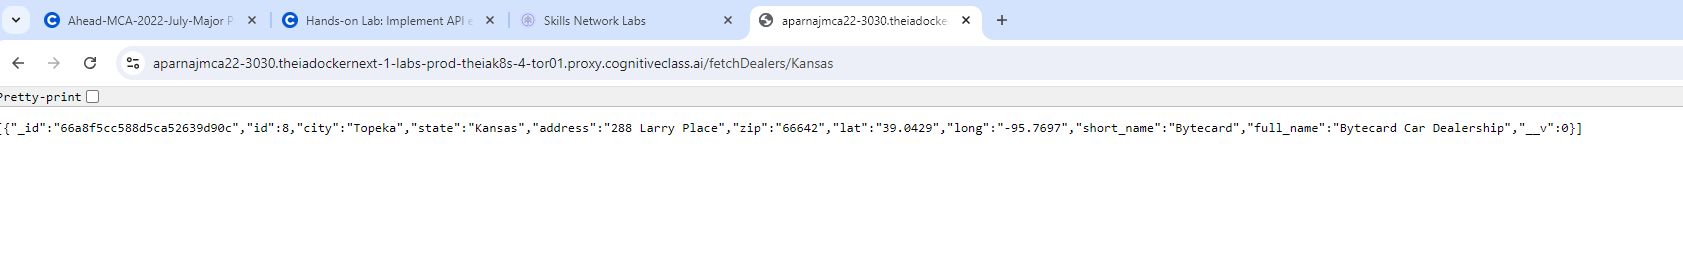 Ahead-MCA-2022-July-Major P
Hands-on Lab: Implement API e
Skills Network Labs
aparnajmca22-3030.theiadocke
aparnajmca22-3030.theiadockernext-1-labs-prod-theiak8s-4-tor01.proxy.cognitiveclass.ai/fetchDealers/Kansas
Pretty-print
[{"_id":"66a8f5cc588d5ca52639d90c","id":8,"city":"Topeka","state":"Kansas","address":"288 Larry Place","zip":"66642","lat":"39.0429","long":"-95.7697","short_name":"Bytecard","full_name":"Bytecard Car Dealership","__v":0}]